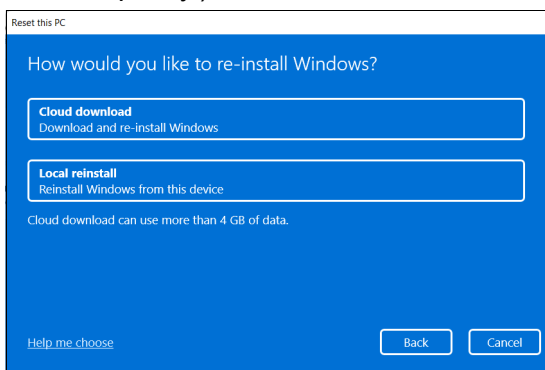 Reset this PC
How would you like to re-install Windows?
Cloud download
Download and re-install Windows
Local reinstall
Reinstall Windows from this device
Cloud download can use more than 4 GB of data.
Help me choose
Back
Cancel